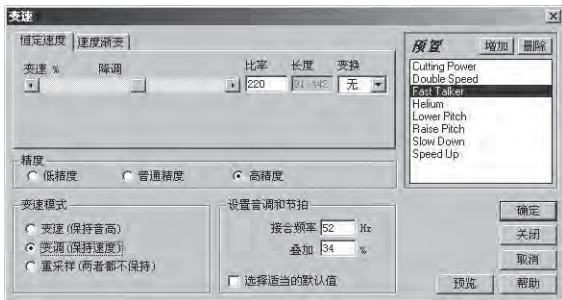 变速
恒定速度 速度渐变
变速 % 降调 比率 长度 变换
220 无
精度
低精度 普通精度 高精度
变速模式
变速 (保持音高)
变调 (保持速度)
重采样 (两者都不保持)
设置音调和节拍
接合频率 52 Hz
叠加 34 %
选择适当的默认值
预置 增加 删除
Cutting Power
Double Speed
Fast Talker
Helium
Lower Pitch
Raise Pitch
Slow Down
Speed Up
确定
关闭
取消
预览 帮助